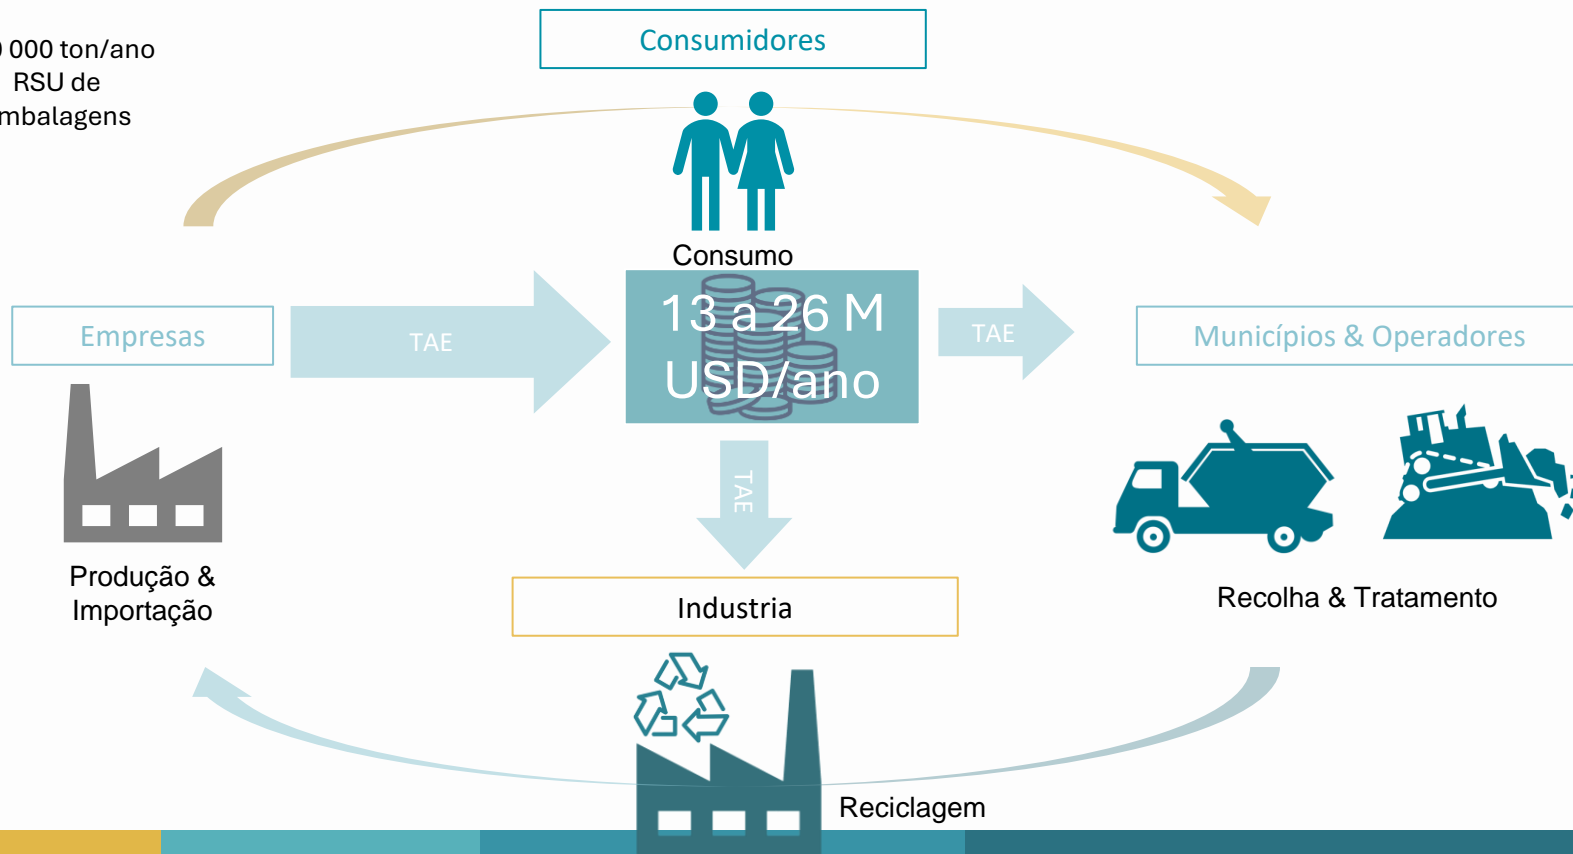 000 ton/ano
RSU de
Consumidores
Consumo
13 a 26 M
USD/ano
Empresas
TAE
TAE
Municípios & Operadores
TAE
Produção &
Importação
Industria
Recolha & Tratamento
Reciclagem